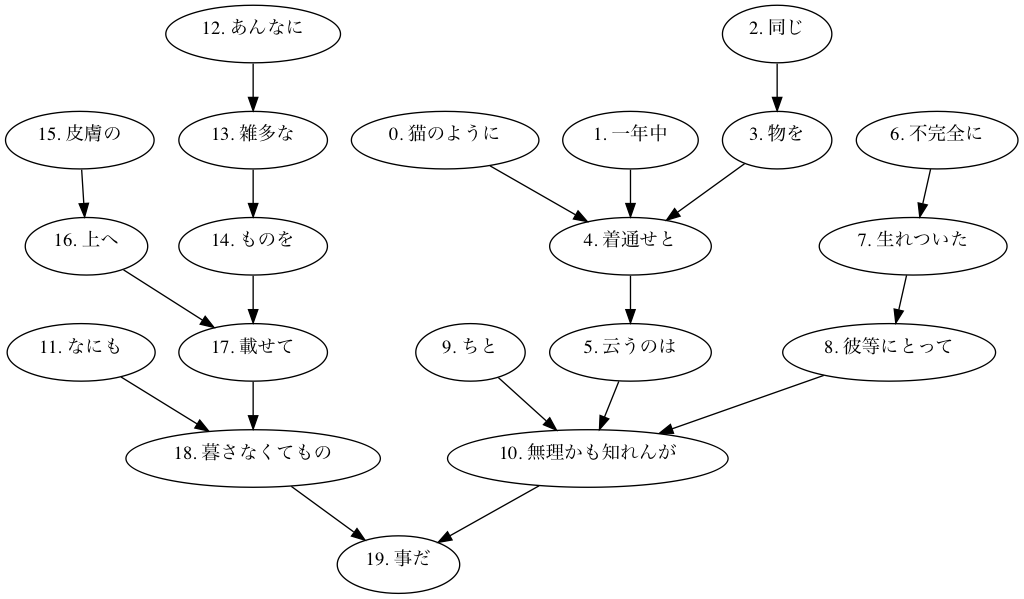 12. あんなに
2. 同じ
15. 皮膚の
13. 雑多な
0. 猫のように
1. 一年中
3. 物を
6. 不完全に
16. 上へ
14. ものを
4. 着通せと
7. 生れついた
11. なにも
17. 載せて
9. ちと
5. 云うのは
8. 彼等にとって
18. 暮さなくてもの
10. 無理かも知れんが
19. 事だ